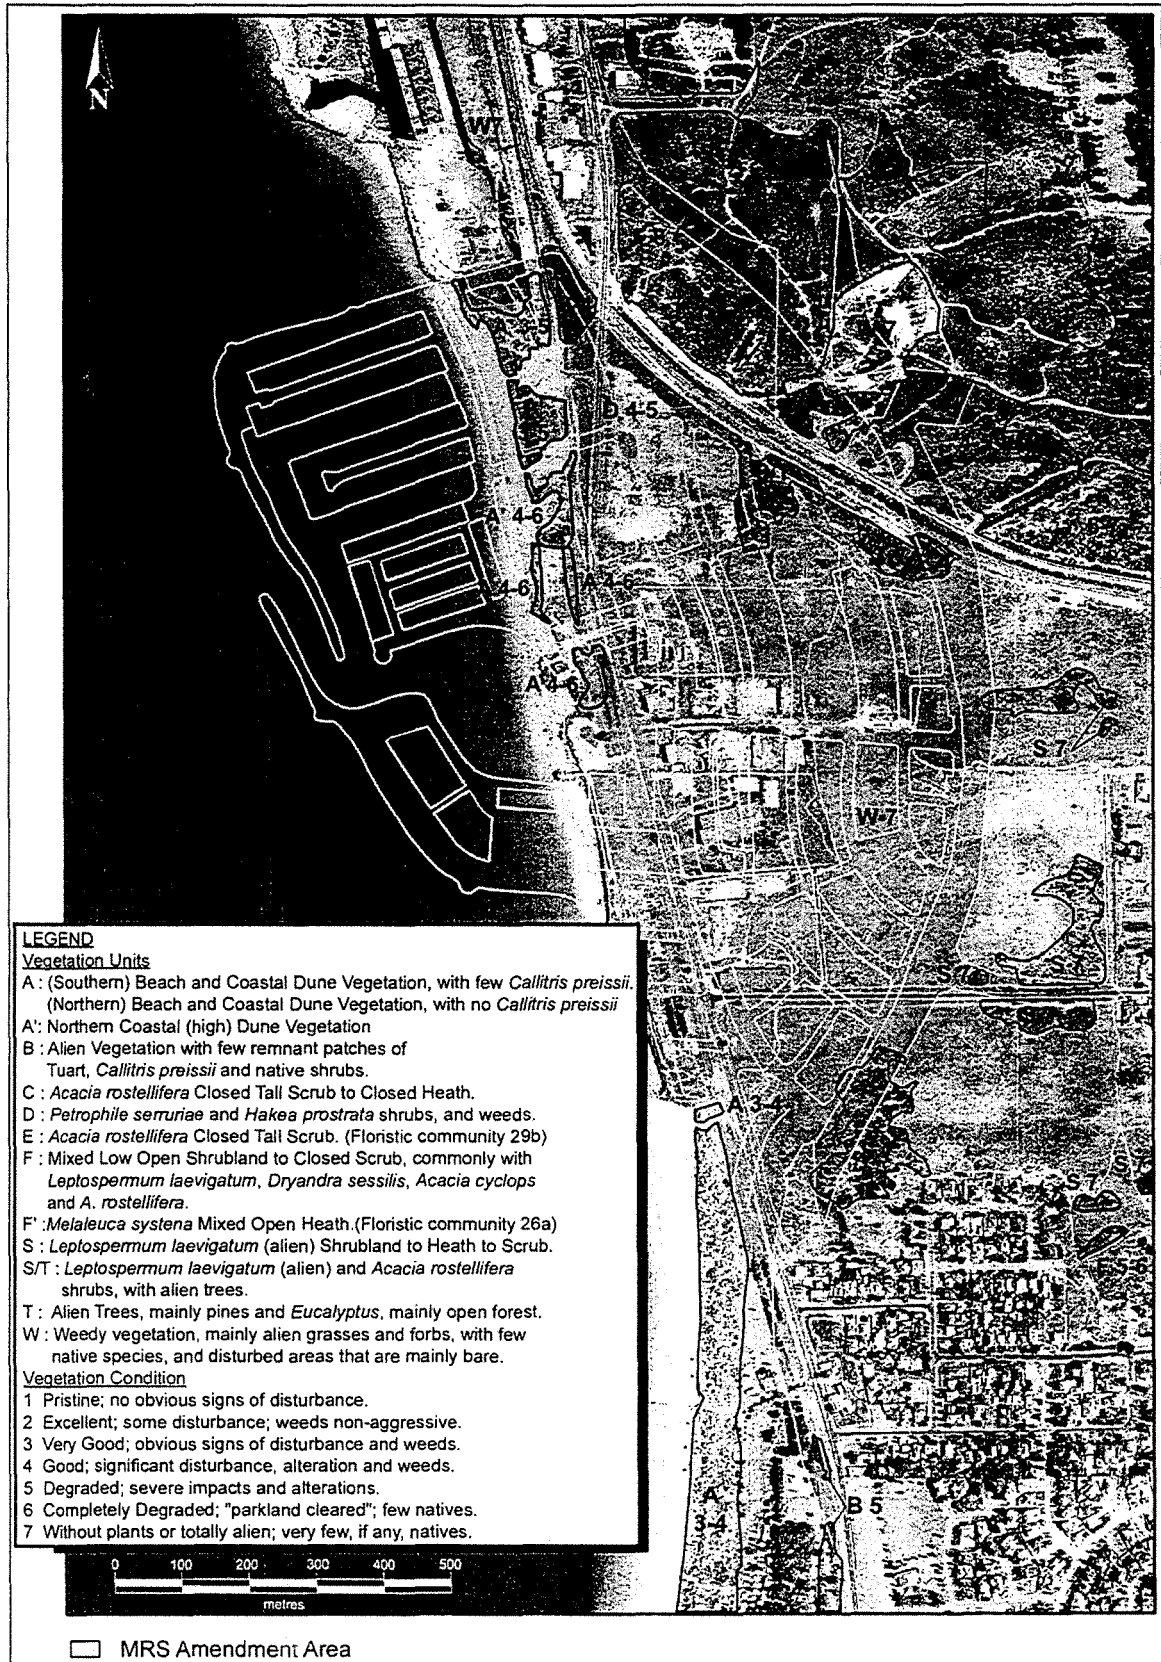 N
W7
D 4-5
A' 4-6
4-6
A 4-6
A 4-6
S 7
W-7
S 7
A 3-4
S 7
F 5-6
A
B 5
LEGEND
Vegetation Units
A : (Southern) Beach and Coastal Dune Vegetation, with few Callitris preissii.
(Northern) Beach and Coastal Dune Vegetation, with no Callitris preissii
A': Northern Coastal (high) Dune Vegetation
B : Alien Vegetation with few remnant patches of
Tuart, Callitris preissii and native shrubs.
C : Acacia rostellifera Closed Tall Scrub to Closed Heath.
D : Petrophile serruriae and Hakea prostrata shrubs, and weeds.
E : Acacia rostellifera Closed Tall Scrub. (Floristic community 29b)
F : Mixed Low Open Shrubland to Closed Scrub, commonly with
Leptospermum laevigatum, Dryandra sessilis, Acacia cyclops
and A. rostellifera.
F' :Melaleuca systena Mixed Open Heath.(Floristic community 26a)
S : Leptospermum laevigatum (alien) Shrubland to Heath to Scrub.
S/T : Leptospermum laevigatum (alien) and Acacia rostellifera
shrubs, with alien trees.
T : Alien Trees, mainly pines and Eucalyptus, mainly open forest.
W : Weedy vegetation, mainly alien grasses and forbs, with few
native species, and disturbed areas that are mainly bare.
Vegetation Condition
1 Pristine; no obvious signs of disturbance.
2 Excellent; some disturbance; weeds non-aggressive.
3 Very Good; obvious signs of disturbance and weeds.
4 Good; significant disturbance, alteration and weeds.
5 Degraded; severe impacts and alterations.
6 Completely Degraded; "parkland cleared"; few natives.
7 Without plants or totally alien; very few, if any, natives.
0 100 200 300 400 500
metres
MRS Amendment Area